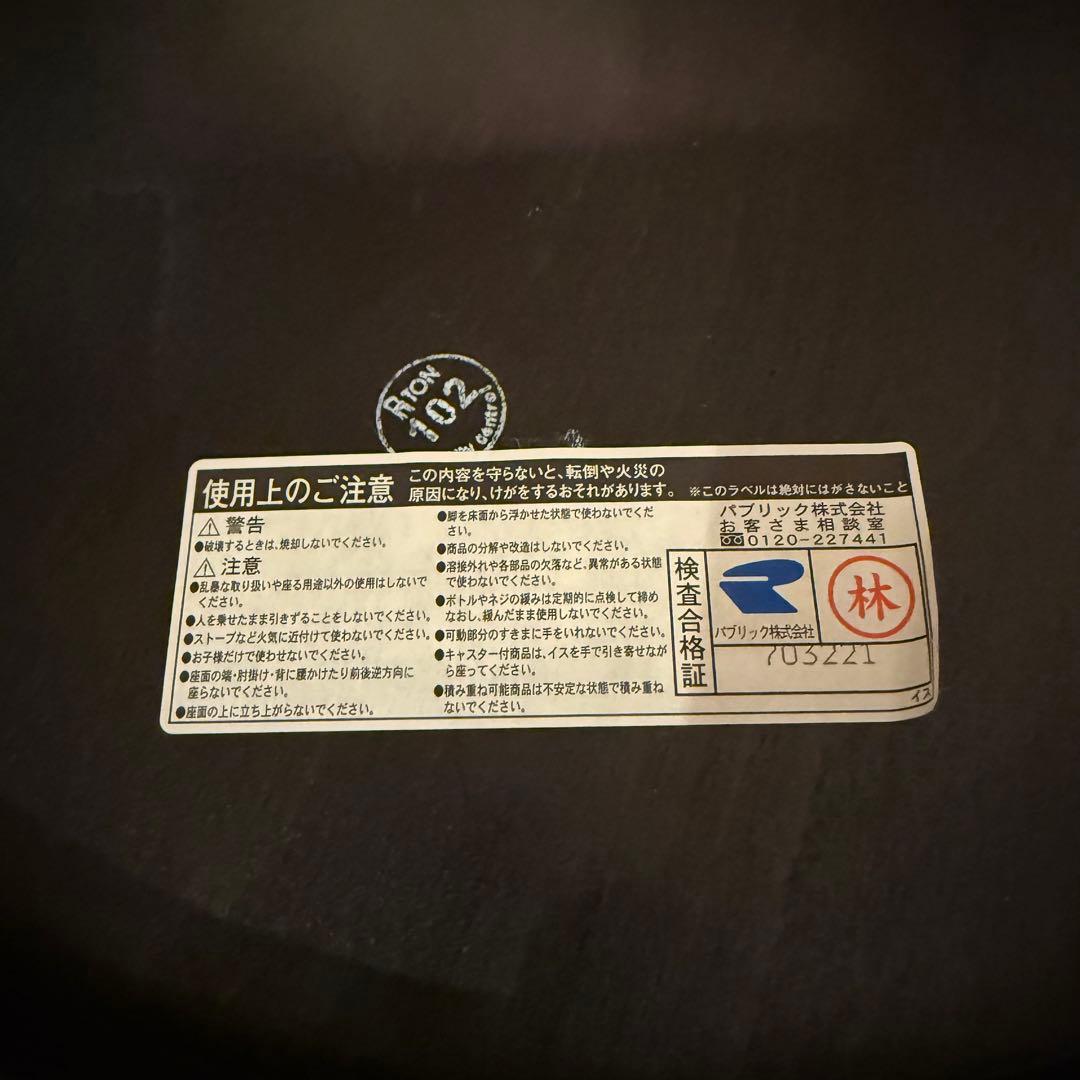 RTON
102
使用上のご注意
この内容を守らないと、転倒や火災の
原因になり、けがをするおそれがあります。
※このラベルは絶対にはがさないこと
警告
●破壊するときは、焼却しないでください。
注意
●乱暴な取り扱いや座る用途以外の使用はしないで
ください。
●人を乗せたまま引きずることをしないでください。
●ストーブなど火気に近付けて使わないでください。
●お子様だけで使わせないでください。
●座面の端・肘掛け・背に腰かけたり前後逆方向に
座らないでください。
●座面の上に立ち上がらないでください。
●脚を床面から浮かせた状態で使わないでくだ
さい。
●商品の分解や改造はしないでください。
●溶接外れや各部品の欠落など、異常がある状態
で使わないでください。
●ボトルやネジの緩みは定期的に点検して締め
なおし、緩んだまま使用しないでください。
●可動部分のすきまに手をいれないでください。
●キャスター付商品は、イスを手で引き寄せなが
ら座ってください。
●積み重ね可能商品は不安定な状態で積み重ね
ないでください。
パブリック株式会社
お客さま相談室
0120-227441
検査合格証
パブリック株式会社
林
703221
イス